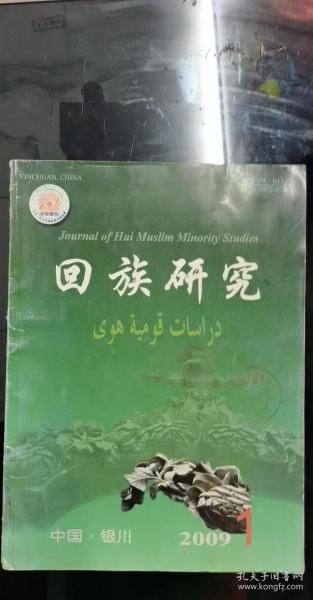 YINCHUAN, CHINA
Journal of Hui Muslim Minority Studies
回族研究
دراسات قومية هوى
中国·银川
2009
1
孔夫子旧书网
kongfz.com